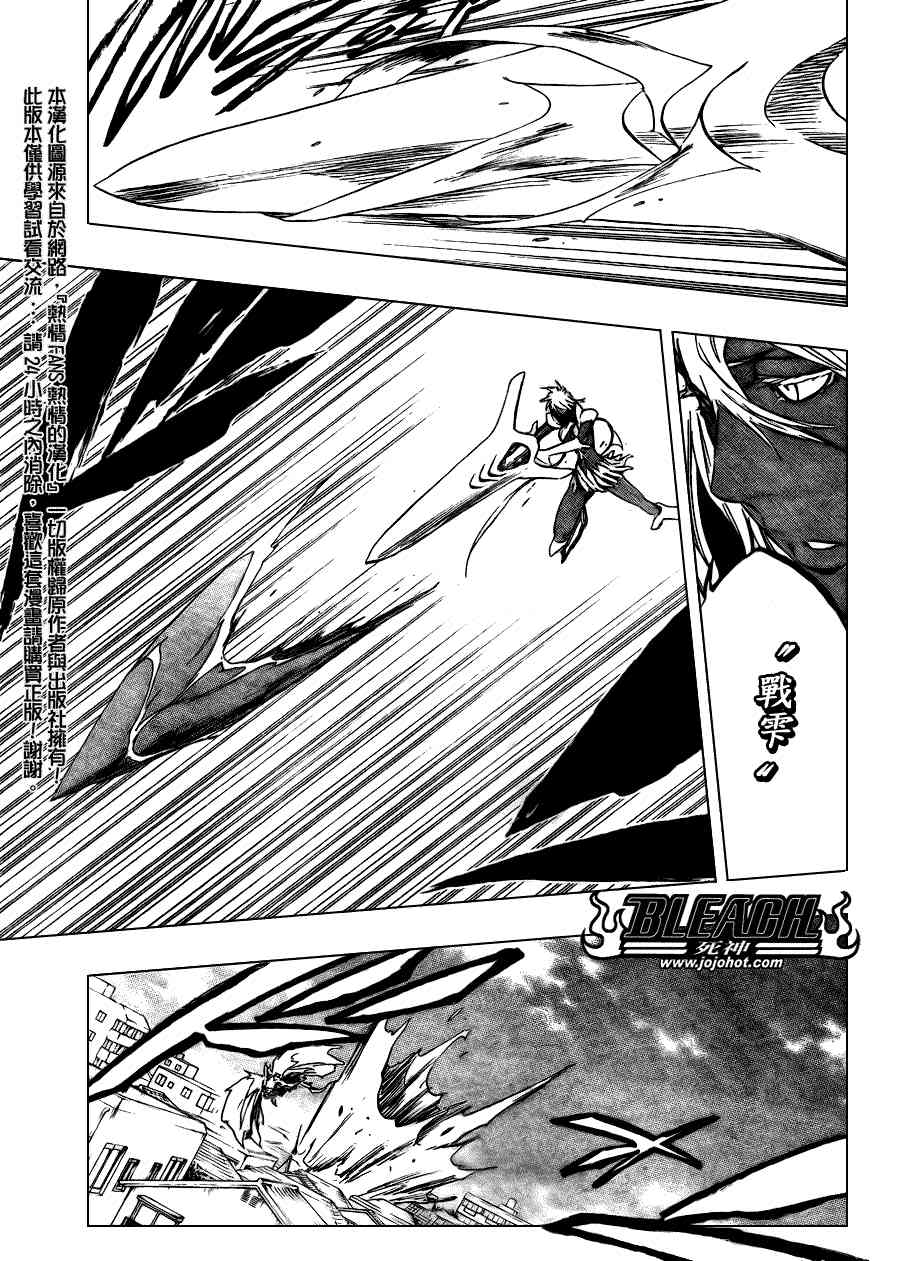 本漢化圖源來自於網路,『熱情FANS熱情的漢化』一切版權歸原作者與出版社擁有!
此版本僅供學習試看交流… 請24小時之內消除,喜歡這套漫畫請購買正版!謝謝。
"戰雫"
BLEACH
死神
www.jojohot.com